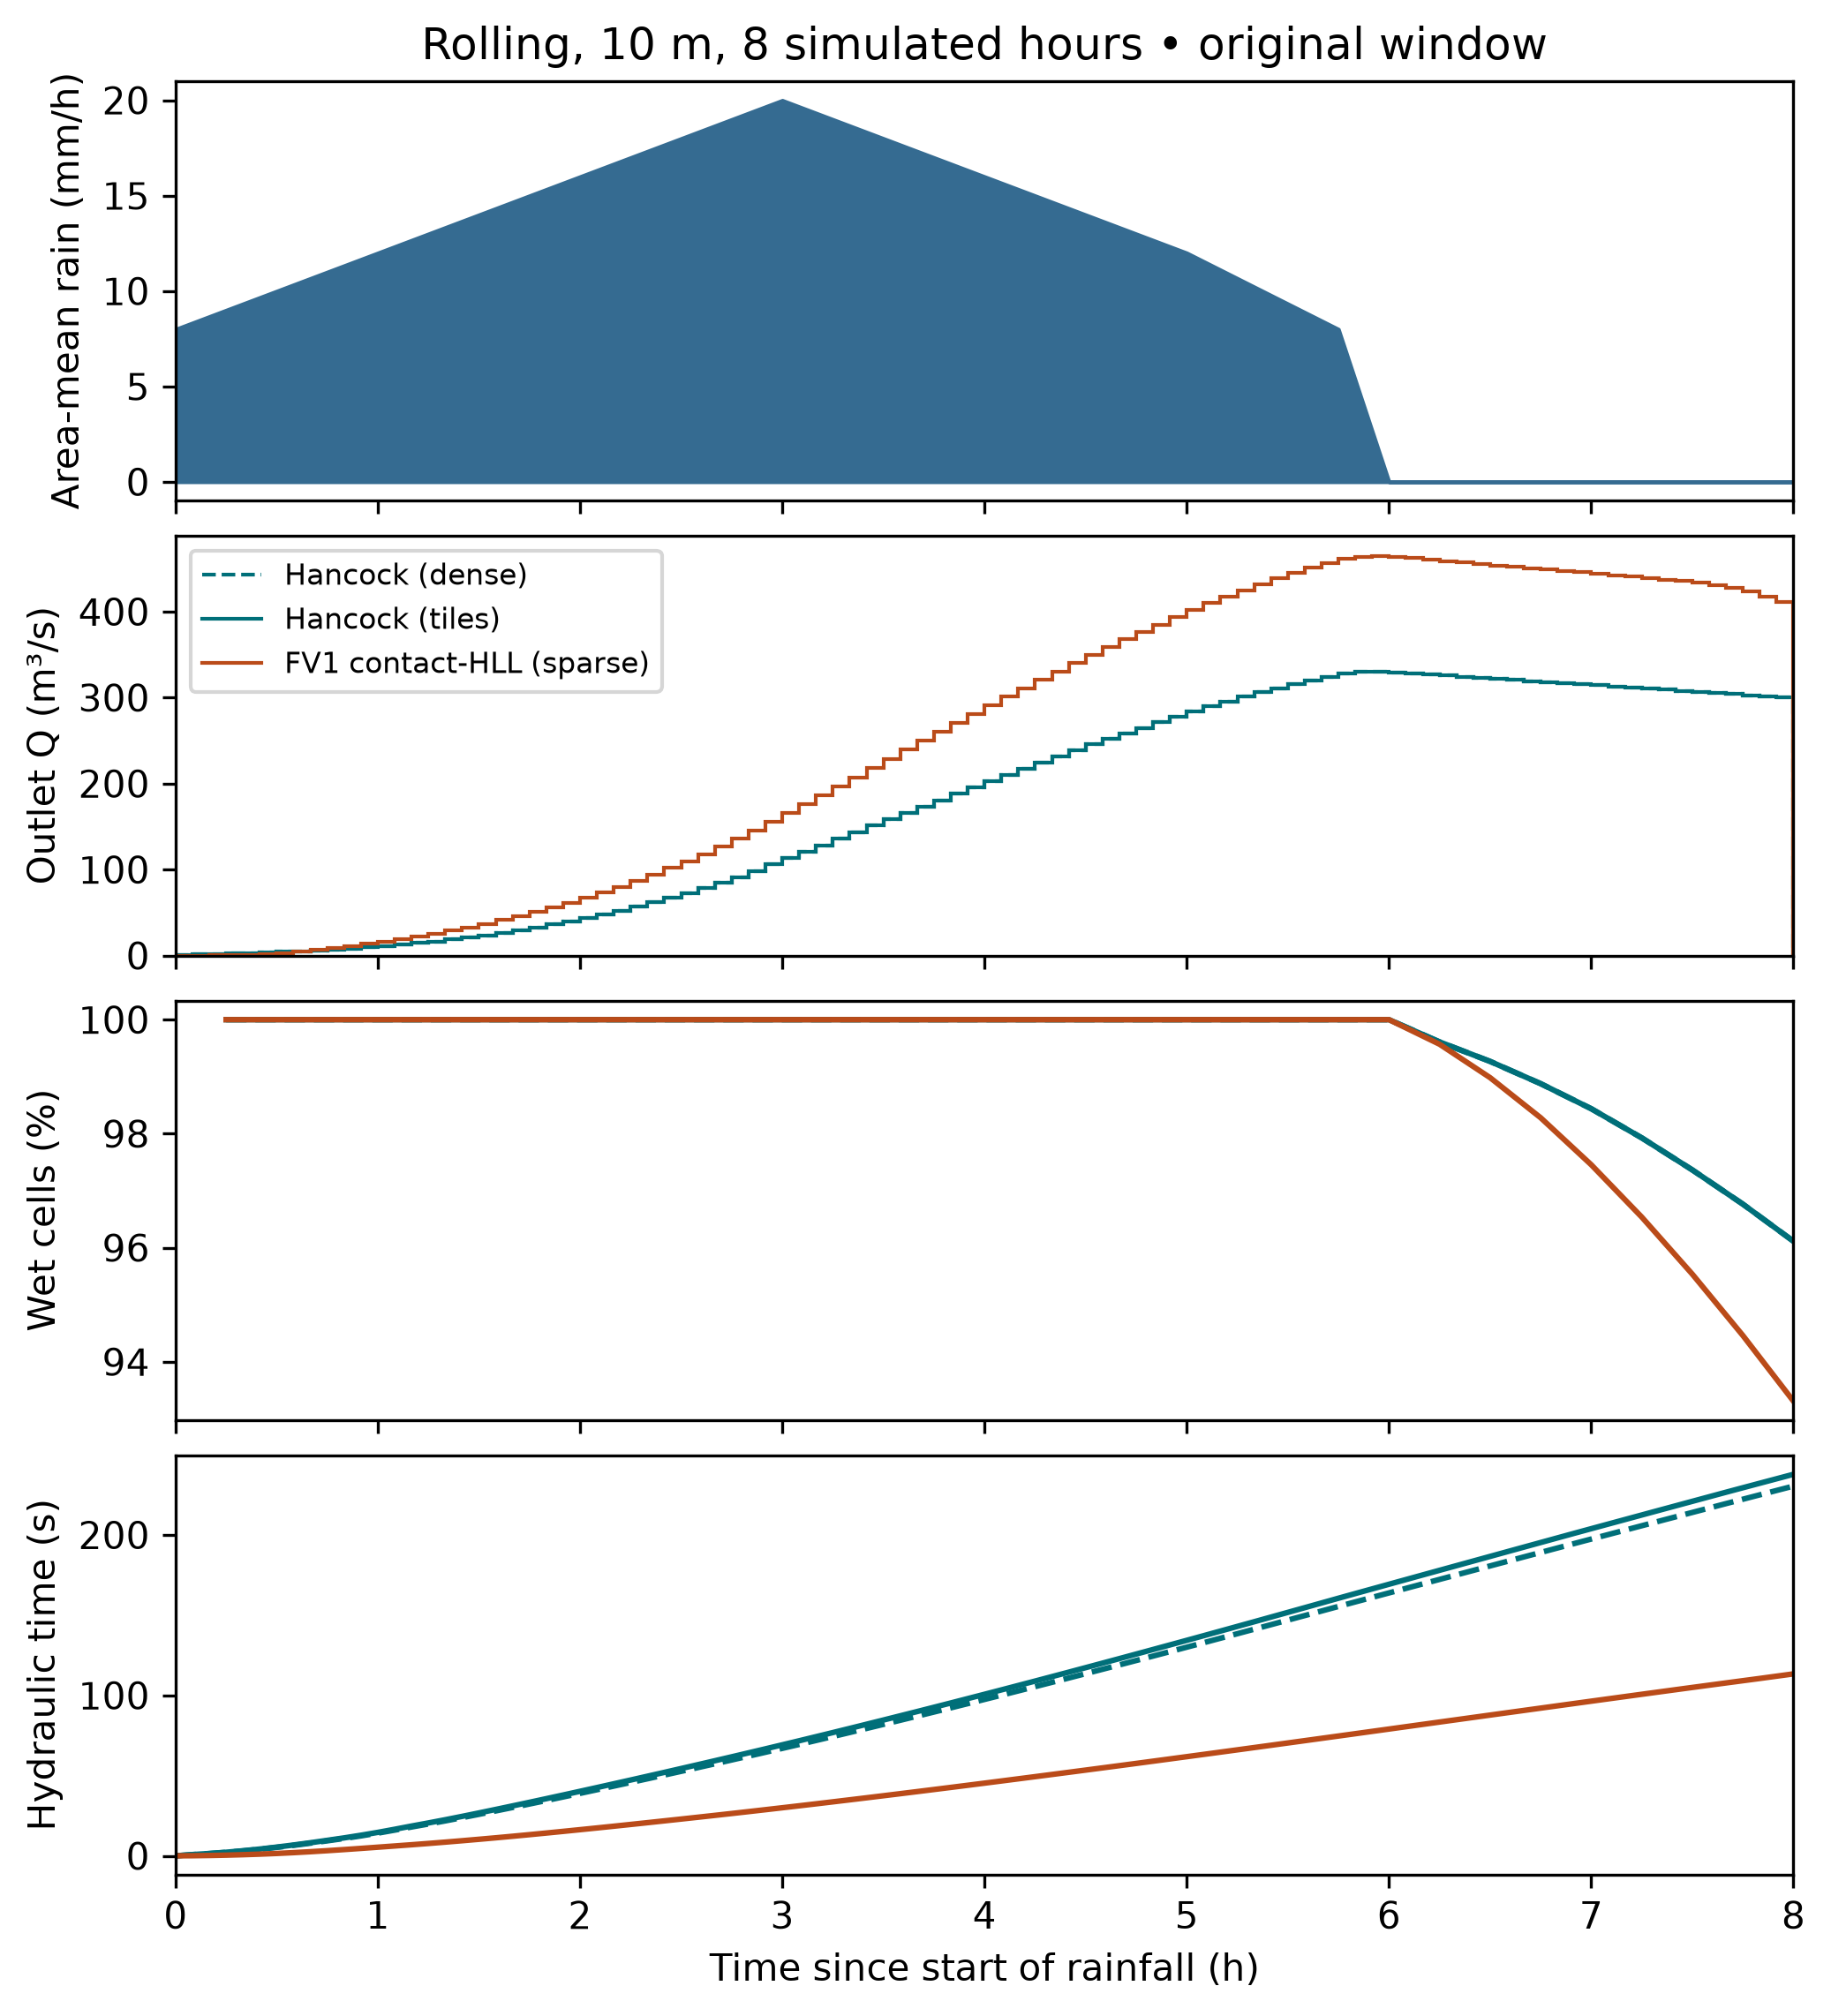 Rolling, 10 m, 8 simulated hours • original window
Area-mean rain (mm/h)
20
15
10
5
0
Outlet Q (m³/s)
400
300
200
100
0
Hancock (dense)
Hancock (tiles)
FV1 contact-HLL (sparse)
Wet cells (%)
100
98
96
94
Hydraulic time (s)
200
100
0
0 1 2 3 4 5 6 7 8
Time since start of rainfall (h)